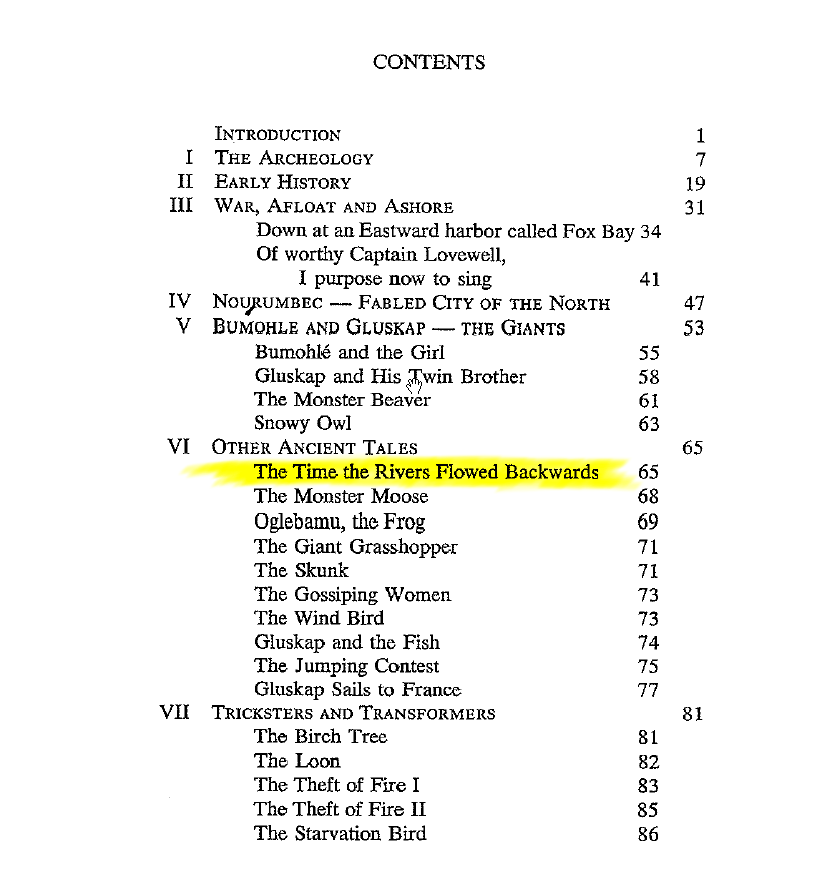 CONTENTS
INTRODUCTION 1
I THE ARCHEOLOGY 7
II EARLY HISTORY 19
III WAR, AFLOAT AND ASHORE 31
Down at an Eastward harbor called Fox Bay 34
Of worthy Captain Lovewell,
I purpose now to sing 41
IV NOURUMBEC — FABLED CITY OF THE NORTH 47
V BUMOHLE AND GLUSKAP — THE GIANTS 53
Bumohlé and the Girl 55
Gluskap and His Twin Brother 58
The Monster Beaver 61
Snowy Owl 63
VI OTHER ANCIENT TALES 65
The Time the Rivers Flowed Backwards 65
The Monster Moose 68
Oglebamu, the Frog 69
The Giant Grasshopper 71
The Skunk 71
The Gossiping Women 73
The Wind Bird 73
Gluskap and the Fish 74
The Jumping Contest 75
Gluskap Sails to France 77
VII TRICKSTERS AND TRANSFORMERS 81
The Birch Tree 81
The Loon 82
The Theft of Fire I 83
The Theft of Fire II 85
The Starvation Bird 86